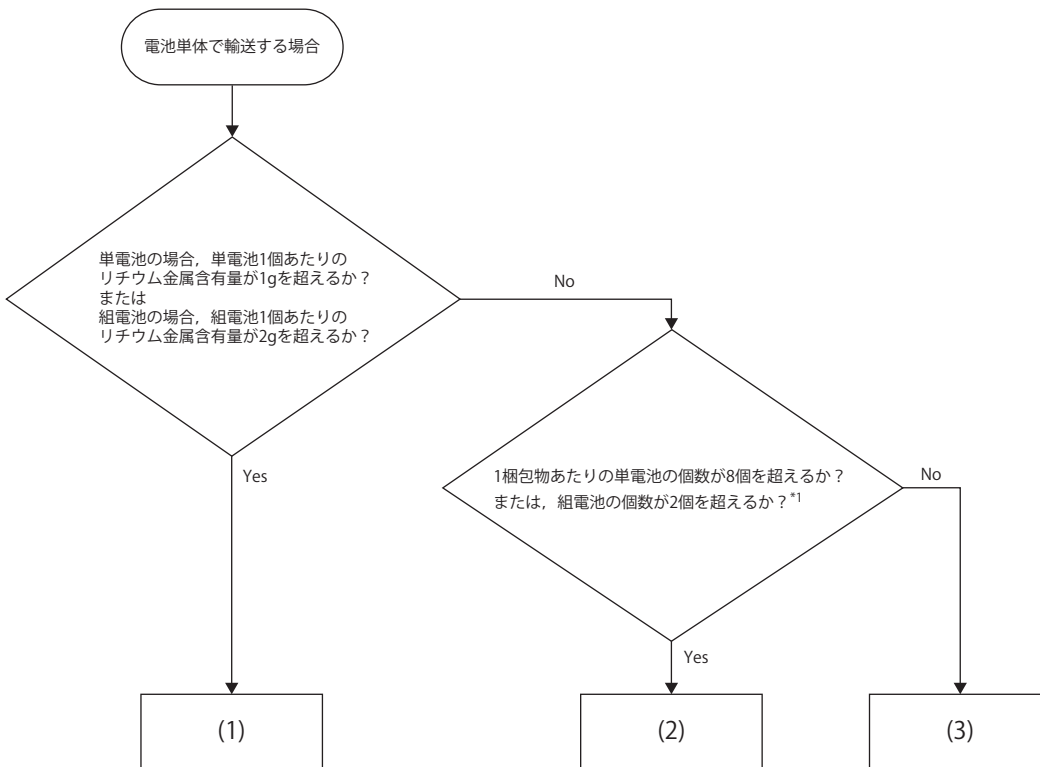 電池単体で輸送する場合
単電池の場合，単電池1個あたりの
リチウム金属含有量が1gを超えるか？
または
組電池の場合，組電池1個あたりの
リチウム金属含有量が2gを超えるか？
No
Yes
1梱包物あたりの単電池の個数が8個を超えるか？
または，組電池の個数が2個を超えるか？*1
No
Yes
(1)
(2)
(3)